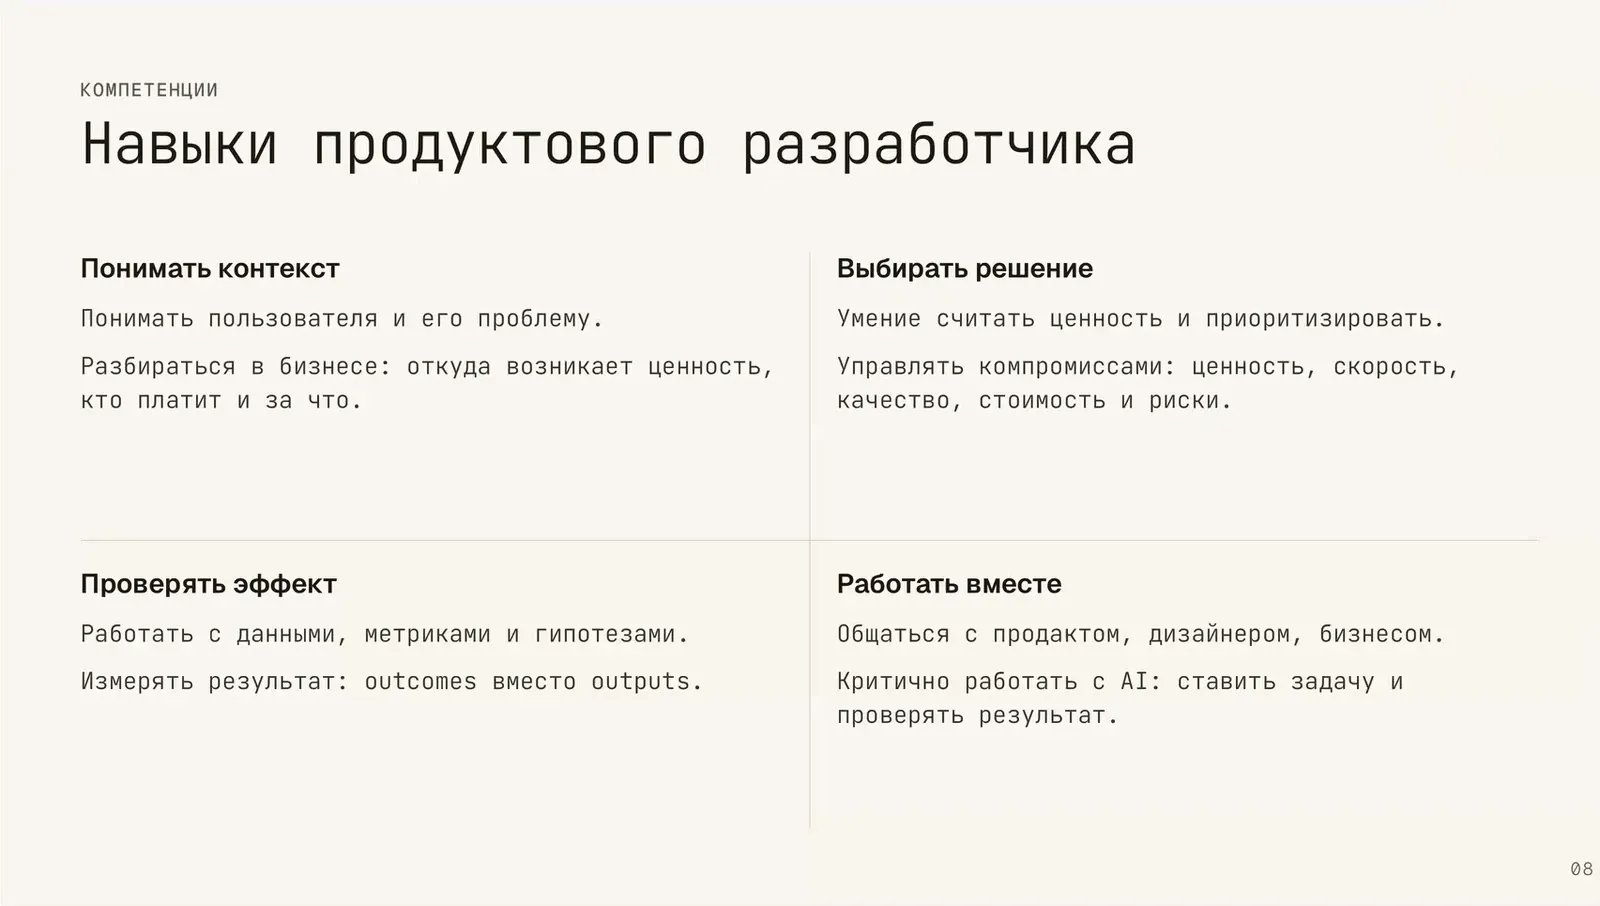 КОМПЕТЕНЦИИ
Навыки продуктового разработчика
Понимать контекст
Понимать пользователя и его проблему.
Разбираться в бизнесе: откуда возникает ценность,
кто платит и за что.
Выбирать решение
Умение считать ценность и приоритизировать.
Управлять компромиссами: ценность, скорость,
качество, стоимость и риски.
Проверять эффект
Работать с данными, метриками и гипотезами.
Измерять результат: outcomes вместо outputs.
Работать вместе
Общаться с продактом, дизайнером, бизнесом.
Критично работать с AI: ставить задачу и
проверять результат.
08